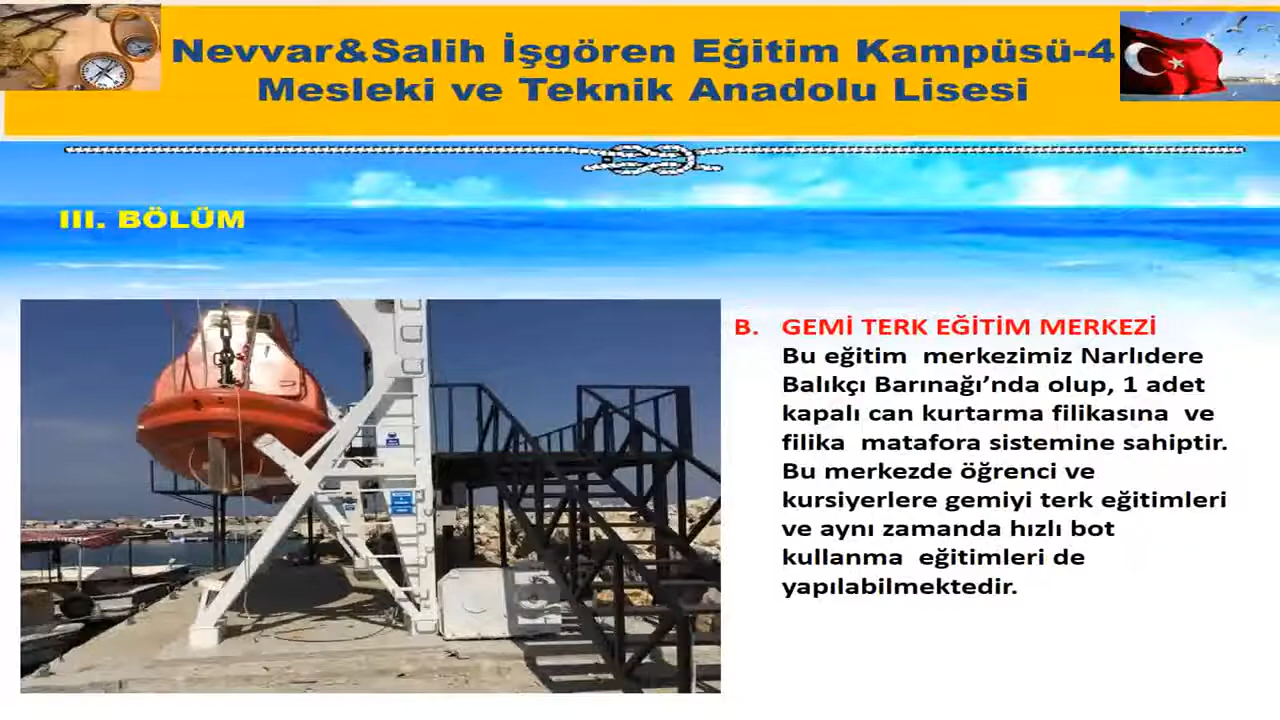 Nevvar&Salih İşgören Eğitim Kampüsü-4
Mesleki ve Teknik Anadolu Lisesi
III. BÖLÜM
B. GEMİ TERK EĞİTİM MERKEZİ
Bu eğitim merkezimiz Narlıdere
Balıkçı Barınağı’nda olup, 1 adet
kapalı can kurtarma filikasına ve
filika matafora sistemine sahiptir.
Bu merkezde öğrenci ve
kursiyerlere gemiyi terk eğitimleri
ve aynı zamanda hızlı bot
kullanma eğitimleri de
yapılabilmektedir.